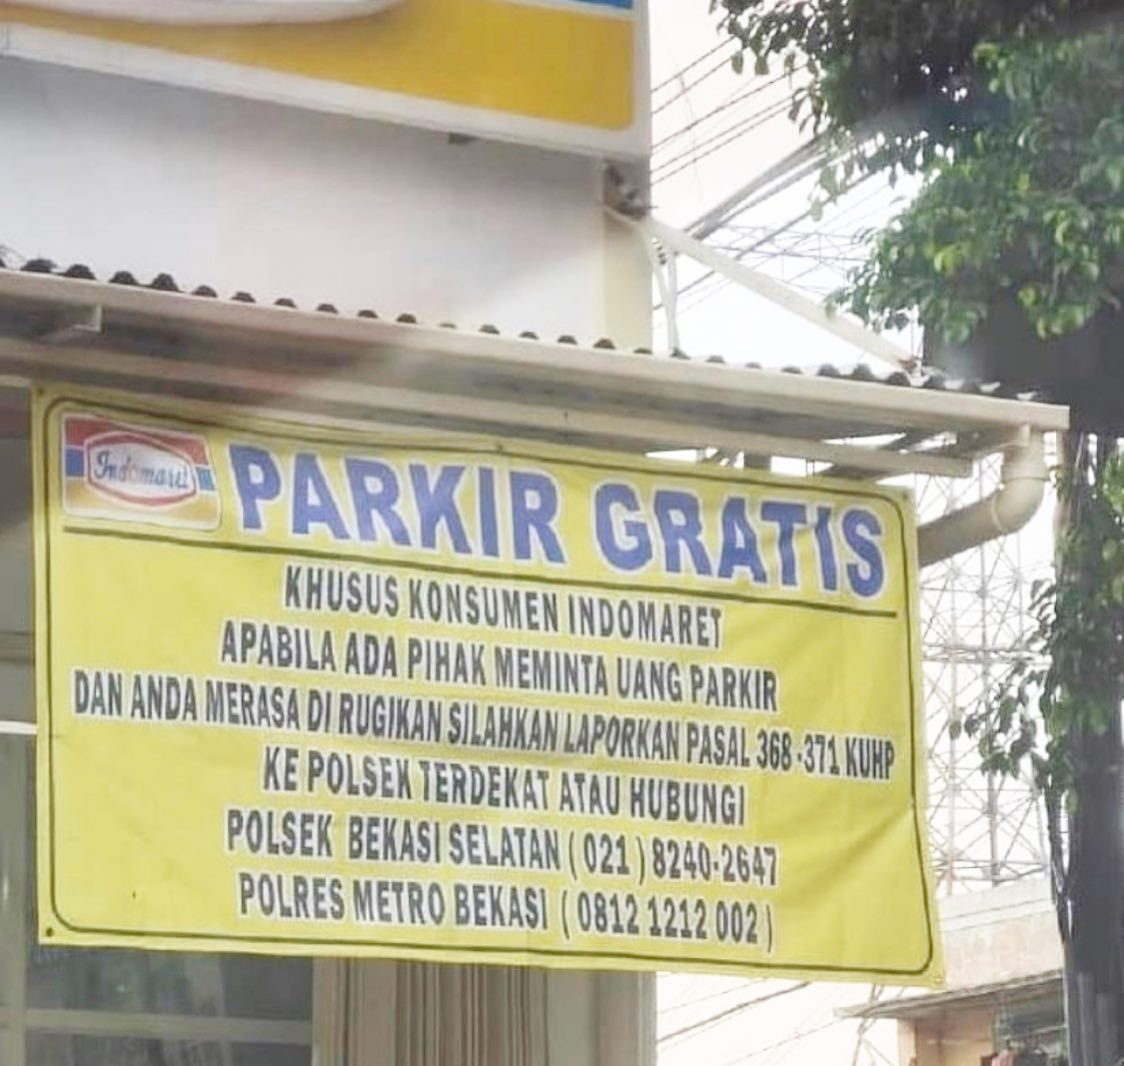 Indomaret
PARKIR GRATIS
KHUSUS KONSUMEN INDOMARET
APABILA ADA PIHAK MEMINTA UANG PARKIR
DAN ANDA MERASA DI RUGIKAN SILAHKAN LAPORKAN PASAL 368-371 KUHP
KE POLSEK TERDEKAT ATAU HUBUNGI
POLSEK BEKASI SELATAN ( 021 ) 8240-2647
POLRES METRO BEKASI ( 0812 1212 002 )